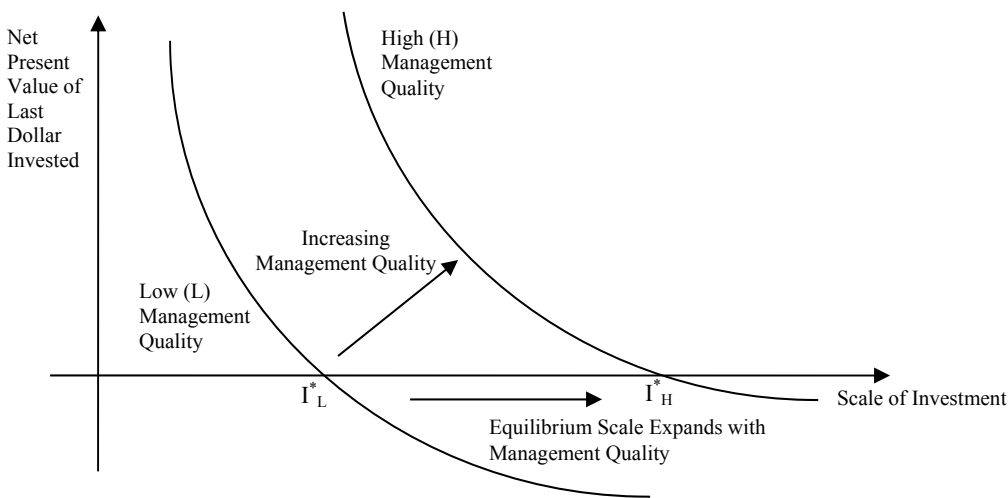 Net
Present
Value of
Last
Dollar
Invested
High (H)
Management
Quality
Increasing
Management Quality
Low (L)
Management
Quality
I*L
I*H
Scale of Investment
Equilibrium Scale Expands with
Management Quality